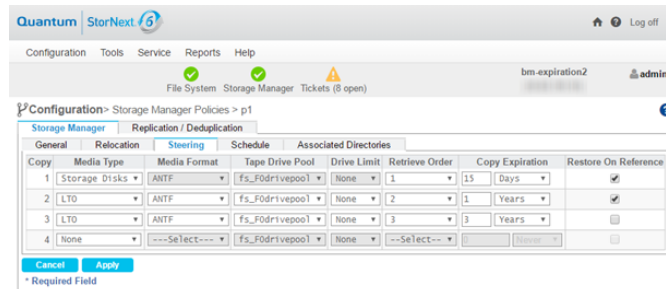 Quantum StorNext 6 Log off
Configuration Tools Service Reports Help
bm-expiration2 admin
File System Storage Manager Tickets (8 open)
Configuration> Storage Manager Policies > p1
Storage Manager Replication / Deduplication
General Relocation Steering Schedule Associated Directories
Copy Media Type Media Format Tape Drive Pool Drive Limit Retrieve Order Copy Expiration Restore On Reference
1 Storage Disks ANTF fs_F0drivepool None 1 15 Days
2 LTO ANTF fs_F0drivepool None 2 1 Years
3 LTO ANTF fs_F0drivepool None 3 3 Years
4 None ---Select--- fs_F0drivepool None --Select-- 0 Never
Cancel Apply
* Required Field